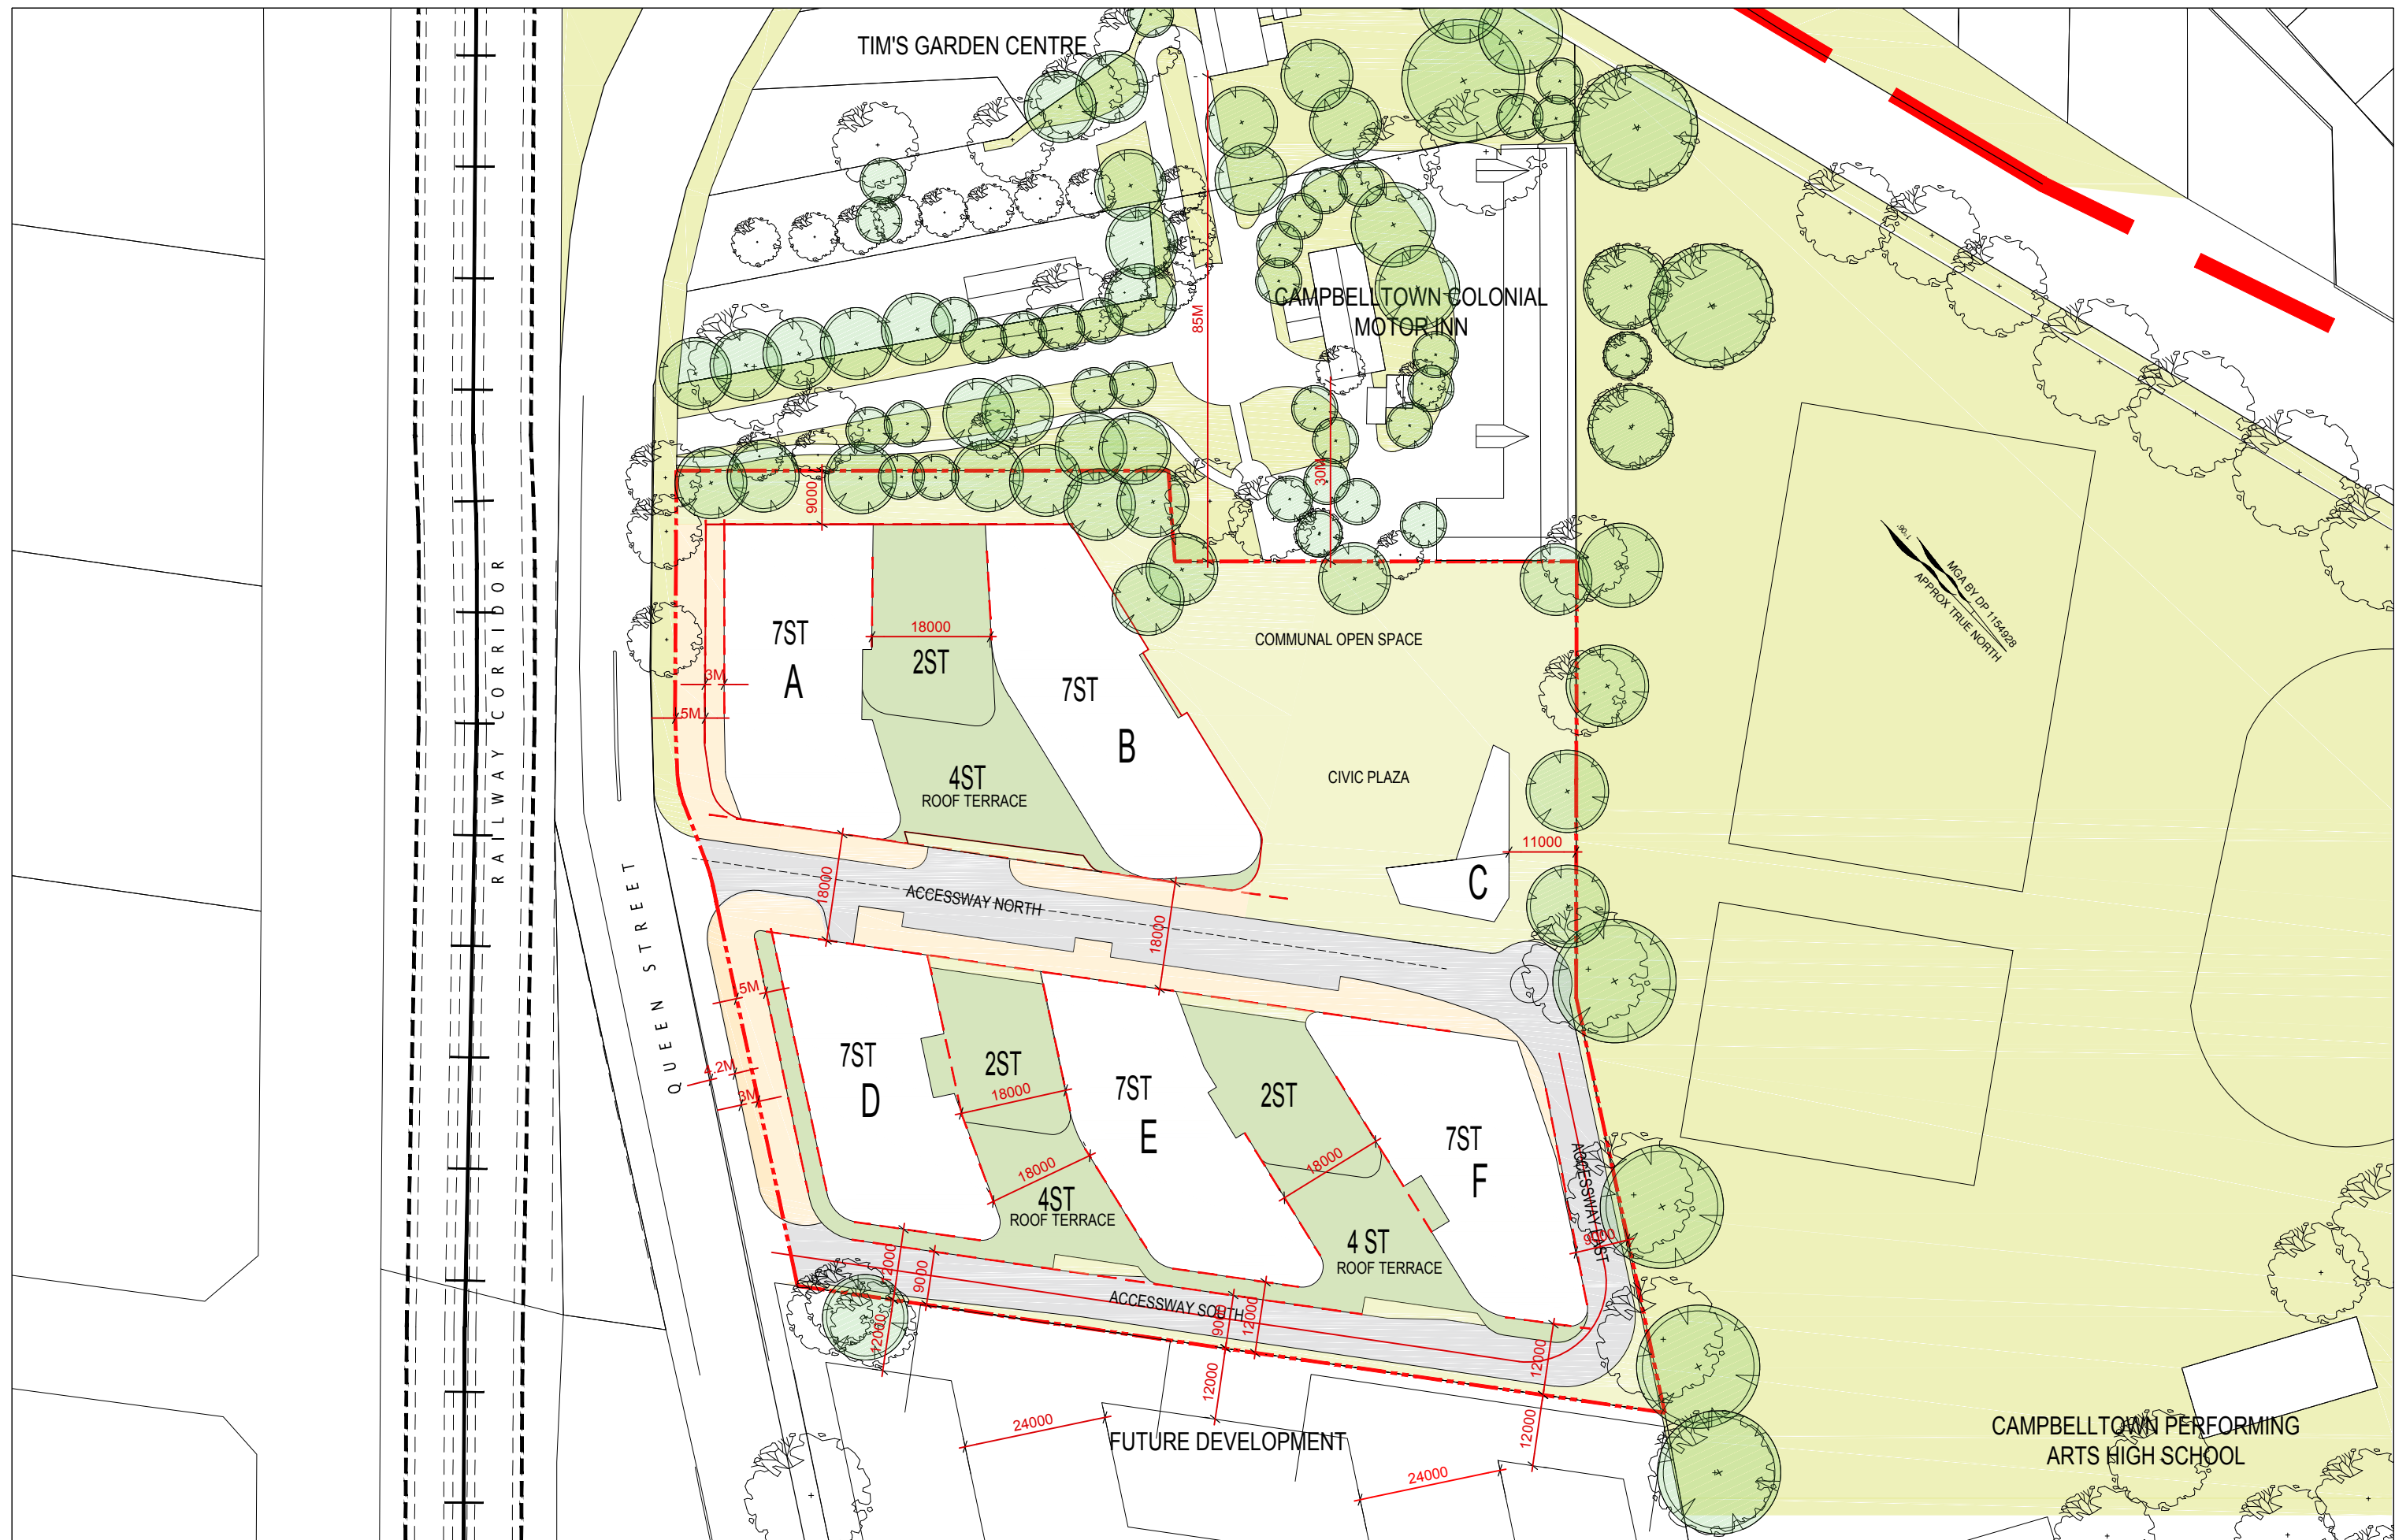 TIM'S GARDEN CENTRE
CAMPBELLTOWN COLONIAL
MOTOR INN
85M
30M
9000
RAILWAY CORRIDOR
QUEEN STREET
7ST
A
18000
2ST
7ST
B
3M
5M
4ST
ROOF TERRACE
COMMUNAL OPEN SPACE
CIVIC PLAZA
11000
C
MGA BY DP 1154928
APPROX TRUE NORTH
18000
ACCESSWAY NORTH
18000
5M
4.2M
3M
7ST
D
2ST
18000
18000
4ST
ROOF TERRACE
7ST
E
2ST
18000
4 ST
ROOF TERRACE
7ST
F
ACCESSWAY EAST
9000
12000
9000
12000
ACCESSWAY SOUTH
9000
12000
12000
12000
12000
24000
FUTURE DEVELOPMENT
24000
CAMPBELLTOWN PERFORMING
ARTS HIGH SCHOOL